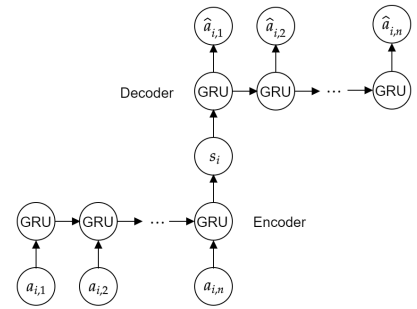 â_{i,1} â_{i,2} â_{i,n}
Decoder GRU GRU ... GRU
s_i
GRU GRU ... GRU Encoder
a_{i,1} a_{i,2} a_{i,n}